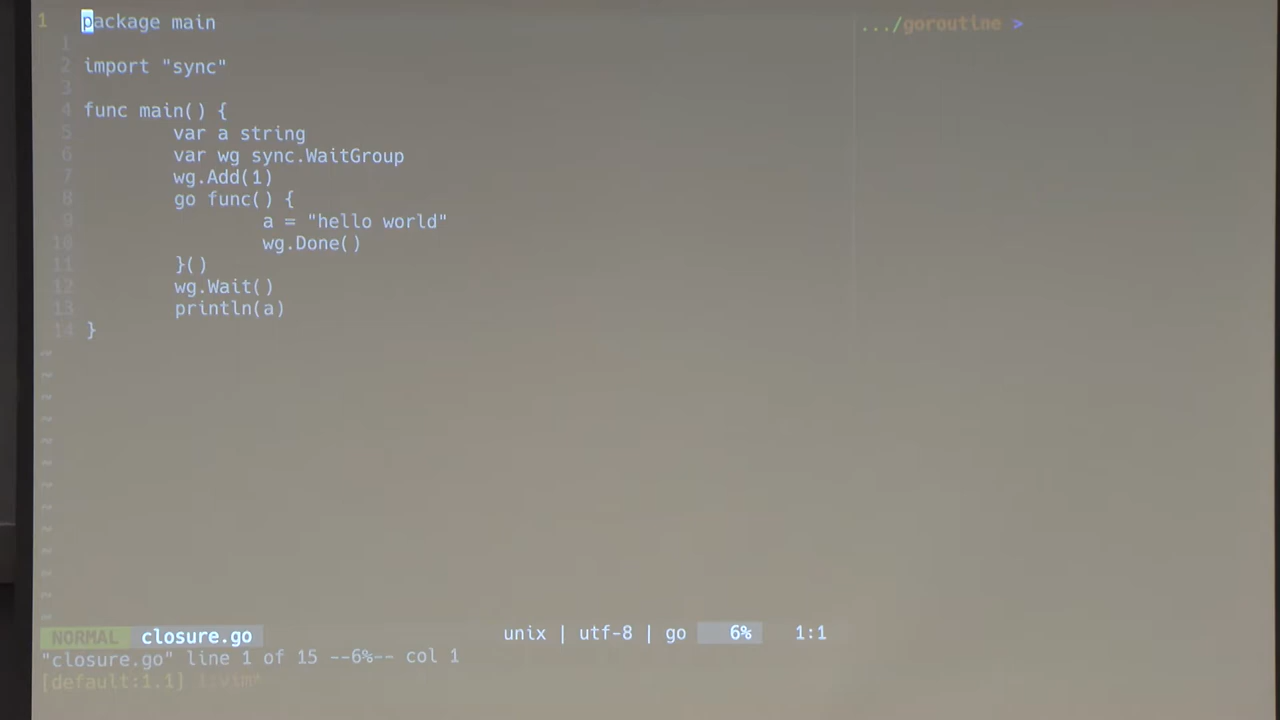 1 package main
1
2 import "sync"
3
4 func main() {
5 var a string
6 var wg sync.WaitGroup
7 wg.Add(1)
8 go func() {
9 a = "hello world"
10 wg.Done()
11 }()
12 wg.Wait()
13 println(a)
14 }
~
~
~
~
~
~
~
~
~
~
~
~
~
NORMAL closure.go unix | utf-8 | go 6% 1:1
"closure.go" line 1 of 15 --6%-- col 1
[default:1.1] 1:vim*
.../goroutine >